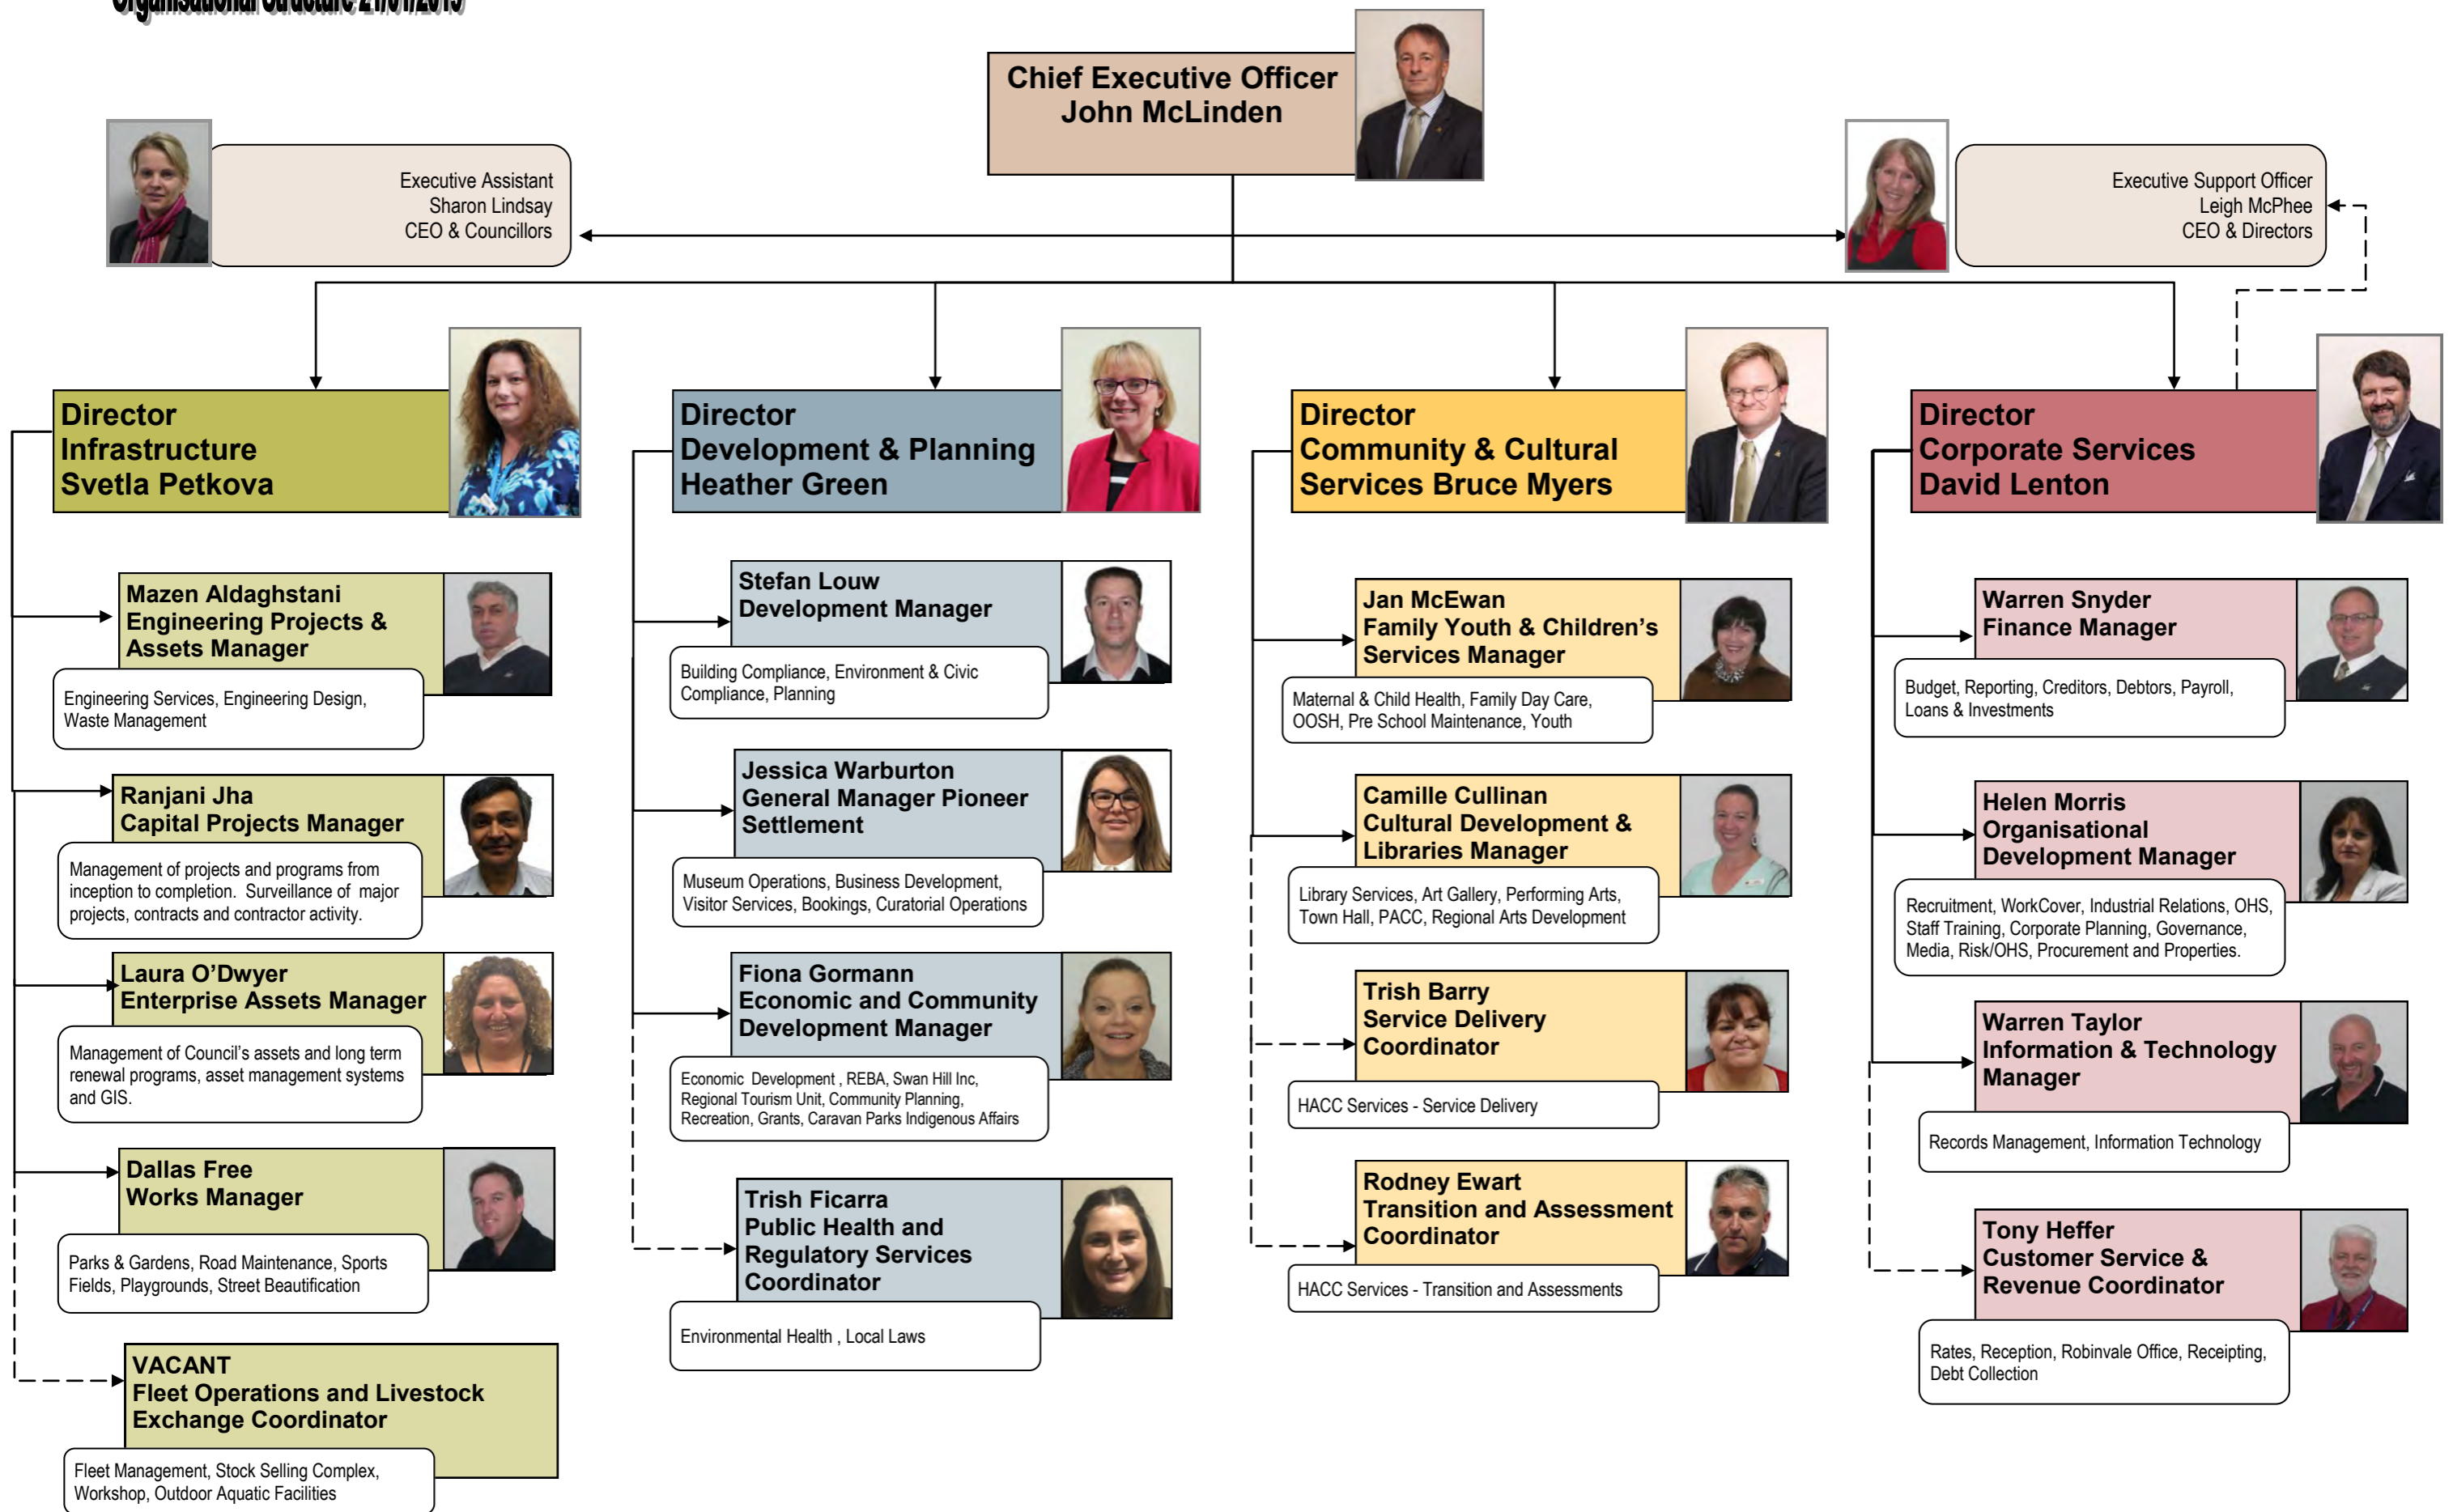 Organisational Structure 21/01/2019
Chief Executive Officer
John McLinden
Executive Assistant
Sharon Lindsay
CEO & Councillors
Executive Support Officer
Leigh McPhee
CEO & Directors
Director
Infrastructure
Svetla Petkova
Mazen Aldaghstani
Engineering Projects &
Assets Manager
Engineering Services, Engineering Design,
Waste Management
Ranjani Jha
Capital Projects Manager
Management of projects and programs from
inception to completion.  Surveillance of  major
projects, contracts and contractor activity.
Laura O’Dwyer
Enterprise Assets Manager
Management of Council’s assets and long term
renewal programs, asset management systems
and GIS.
Dallas Free
Works Manager
Parks & Gardens, Road Maintenance, Sports
Fields, Playgrounds, Street Beautification
VACANT
Fleet Operations and Livestock
Exchange Coordinator
Fleet Management, Stock Selling Complex,
Workshop, Outdoor Aquatic Facilities
Director
Development & Planning
Heather Green
Stefan Louw
Development Manager
Building Compliance, Environment & Civic
Compliance, Planning
Jessica Warburton
General Manager Pioneer
Settlement
Museum Operations, Business Development,
Visitor Services, Bookings, Curatorial Operations
Fiona Gormann
Economic and Community
Development Manager
Economic  Development , REBA, Swan Hill Inc,
Regional Tourism Unit, Community Planning,
Recreation, Grants, Caravan Parks Indigenous Affairs
Trish Ficarra
Public Health and
Regulatory Services
Coordinator
Environmental Health , Local Laws
Director
Community & Cultural
Services Bruce Myers
Jan McEwan
Family Youth & Children’s
Services Manager
Maternal & Child Health, Family Day Care,
OOSH, Pre School Maintenance, Youth
Camille Cullinan
Cultural Development &
Libraries Manager
Library Services, Art Gallery, Performing Arts,
Town Hall, PACC, Regional Arts Development
Trish Barry
Service Delivery
Coordinator
HACC Services - Service Delivery
Rodney Ewart
Transition and Assessment
Coordinator
HACC Services - Transition and Assessments
Director
Corporate Services
David Lenton
Warren Snyder
Finance Manager
Budget, Reporting, Creditors, Debtors, Payroll,
Loans & Investments
Helen Morris
Organisational
Development Manager
Recruitment, WorkCover, Industrial Relations, OHS,
Staff Training, Corporate Planning, Governance,
Media, Risk/OHS, Procurement and Properties.
Warren Taylor
Information & Technology
Manager
Records Management, Information Technology
Tony Heffer
Customer Service &
Revenue Coordinator
Rates, Reception, Robinvale Office, Receipting,
Debt Collection